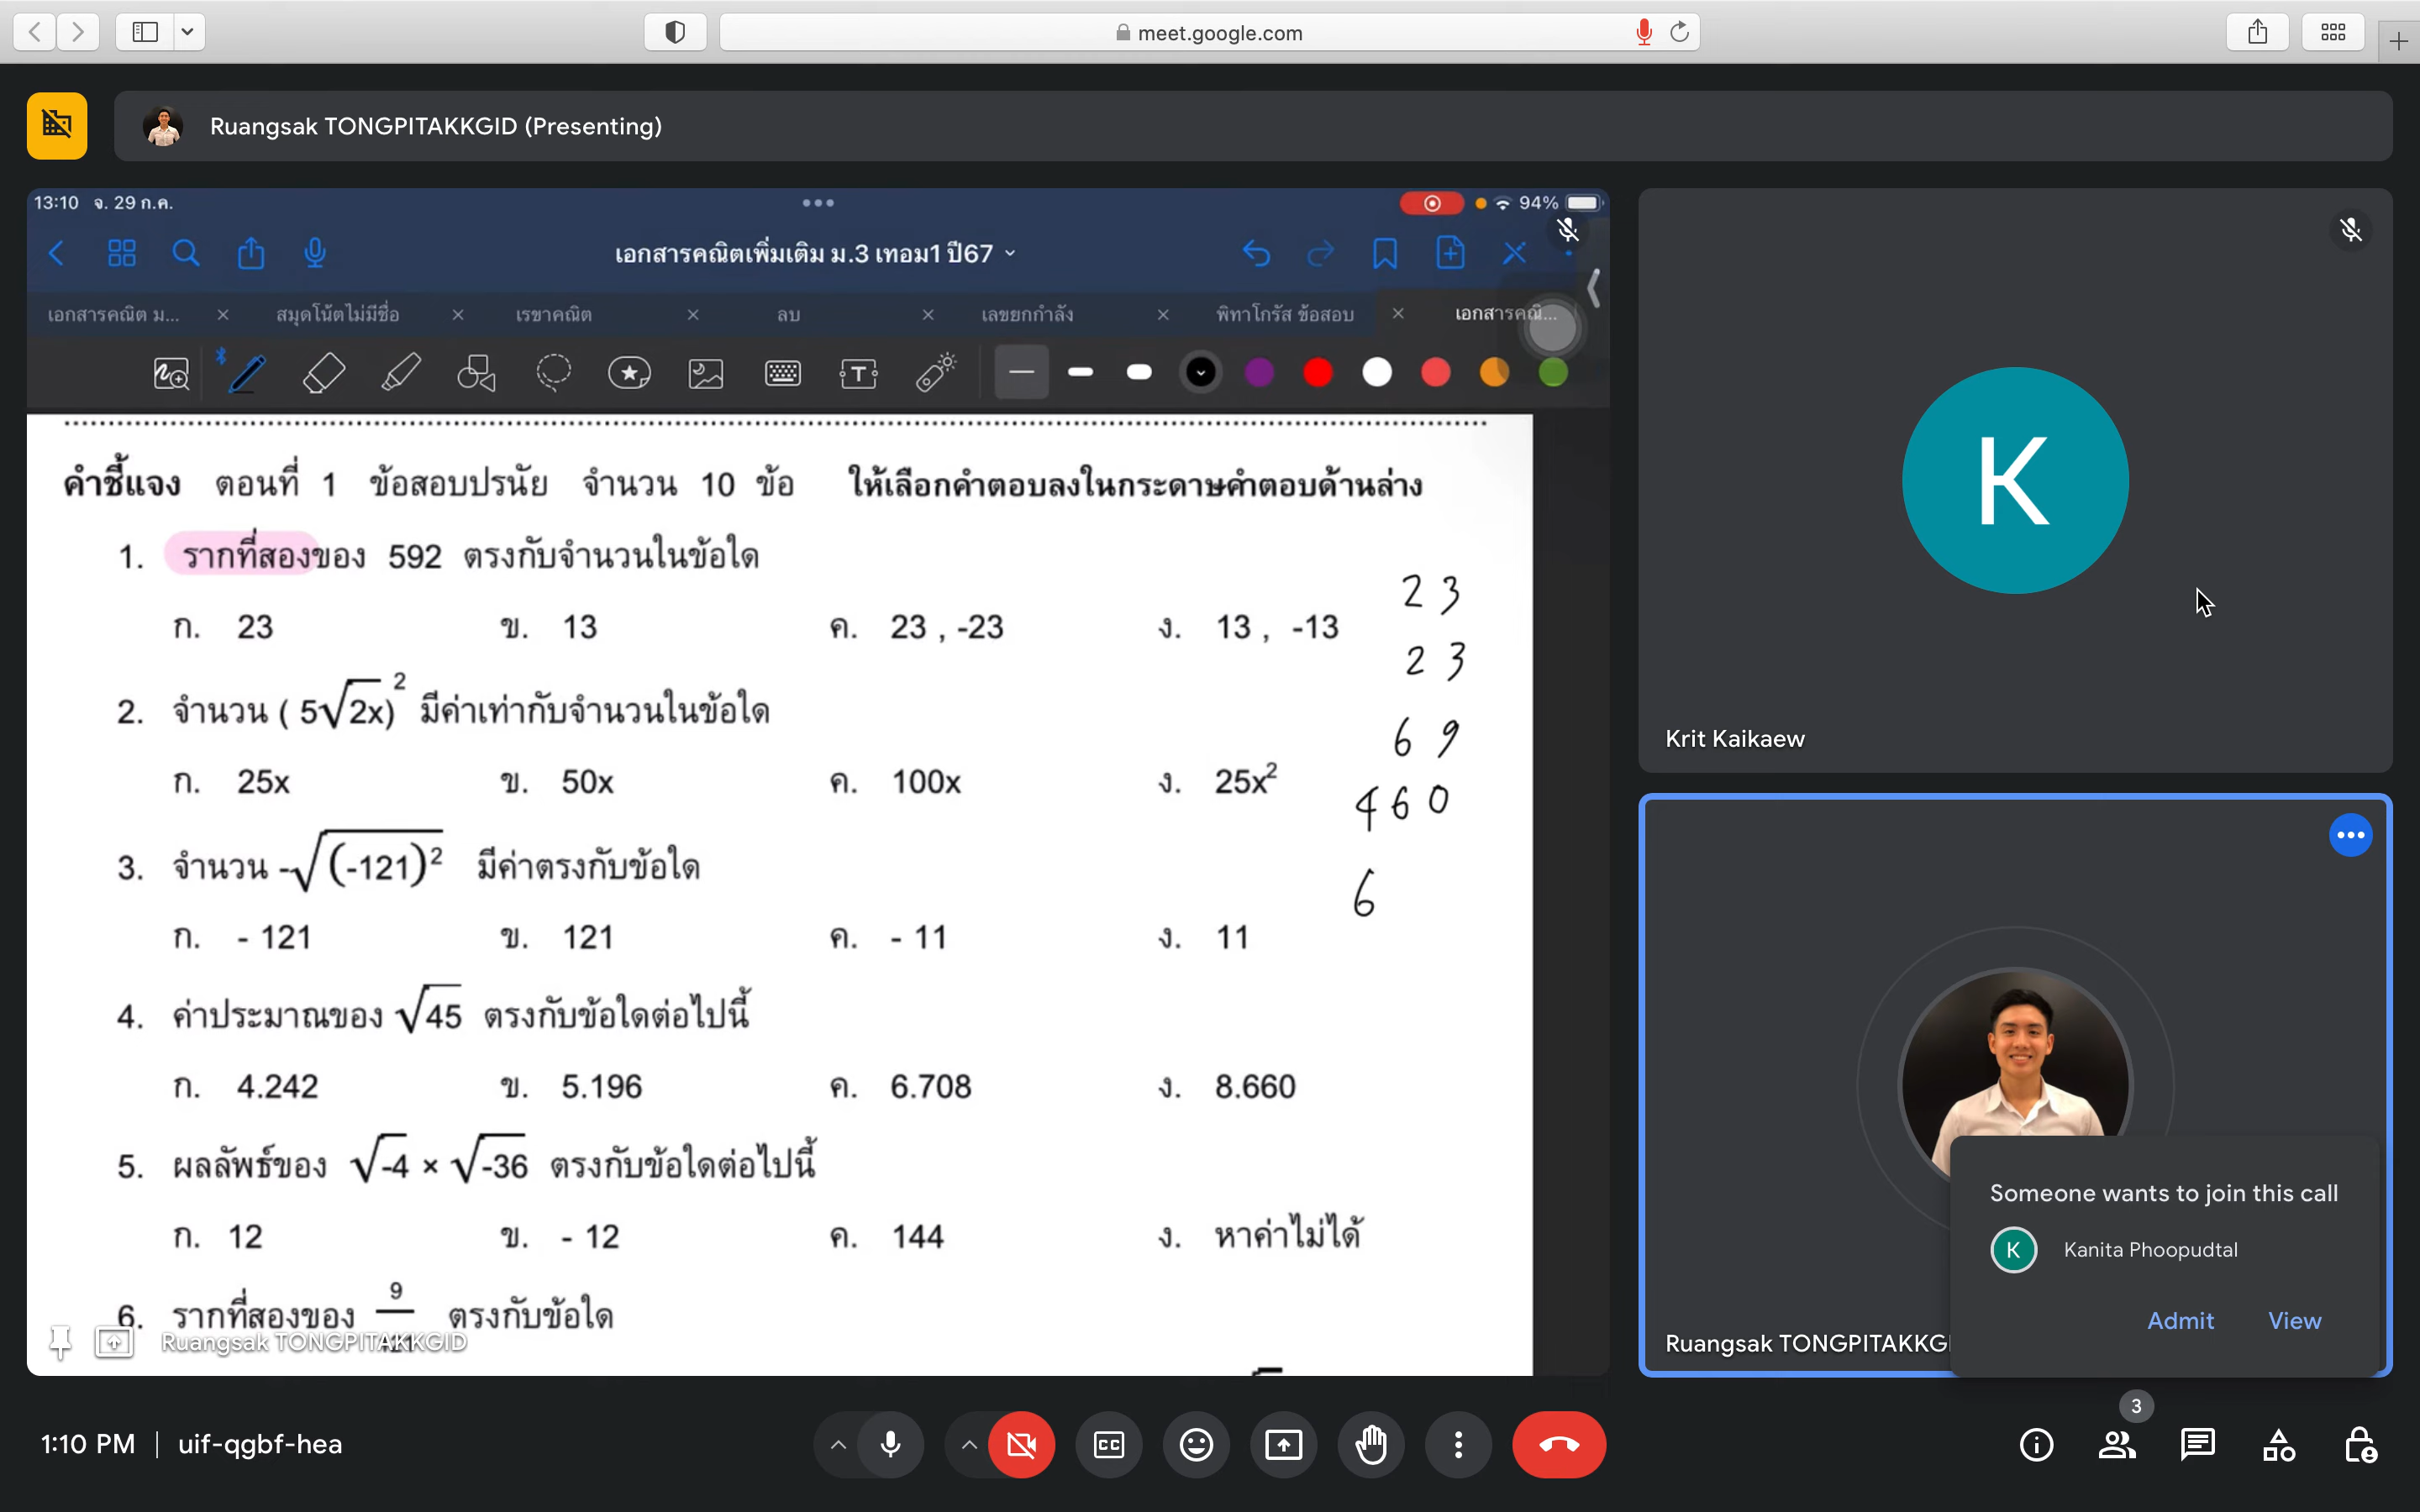 meet.google.com
Ruangsak TONGPITAKKGID (Presenting)
13:10 จ. 29 ก.ค.
94%
เอกสารคณิตเพิ่มเติม ม.3 เทอม1 ปี67
เอกสารคณิต ม... สมุดโน้ตไม่มีชื่อ เรขาคณิต ลบ เลขยกกำลัง พิทาโกรัส ข้อสอบ เอกสารคณิ...
คำชี้แจง ตอนที่ 1 ข้อสอบปรนัย จำนวน 10 ข้อ ให้เลือกคำตอบลงในกระดาษคำตอบด้านล่าง
1. รากที่สองของ 592 ตรงกับจำนวนในข้อใด
ก. 23 ข. 13 ค. 23 , -23 ง. 13 , -13
2. จำนวน ( 5√2x)² มีค่าเท่ากับจำนวนในข้อใด
ก. 25x ข. 50x ค. 100x ง. 25x²
3. จำนวน -√(-121)² มีค่าตรงกับข้อใด
ก. - 121 ข. 121 ค. - 11 ง. 11
4. ค่าประมาณของ √45 ตรงกับข้อใดต่อไปนี้
ก. 4.242 ข. 5.196 ค. 6.708 ง. 8.660
5. ผลลัพธ์ของ √-4 × √-36 ตรงกับข้อใดต่อไปนี้
ก. 12 ข. - 12 ค. 144 ง. หาค่าไม่ได้
6. รากที่สองของ 9/121 ตรงกับข้อใด
23
23
69
460
6
Ruangsak TONGPITAKKGID
K
Krit Kaikaew
Ruangsak TONGPITAKKGI
Someone wants to join this call
K Kanita Phoopudtal
Admit View
1:10 PM | uif-qgbf-hea
CC
3